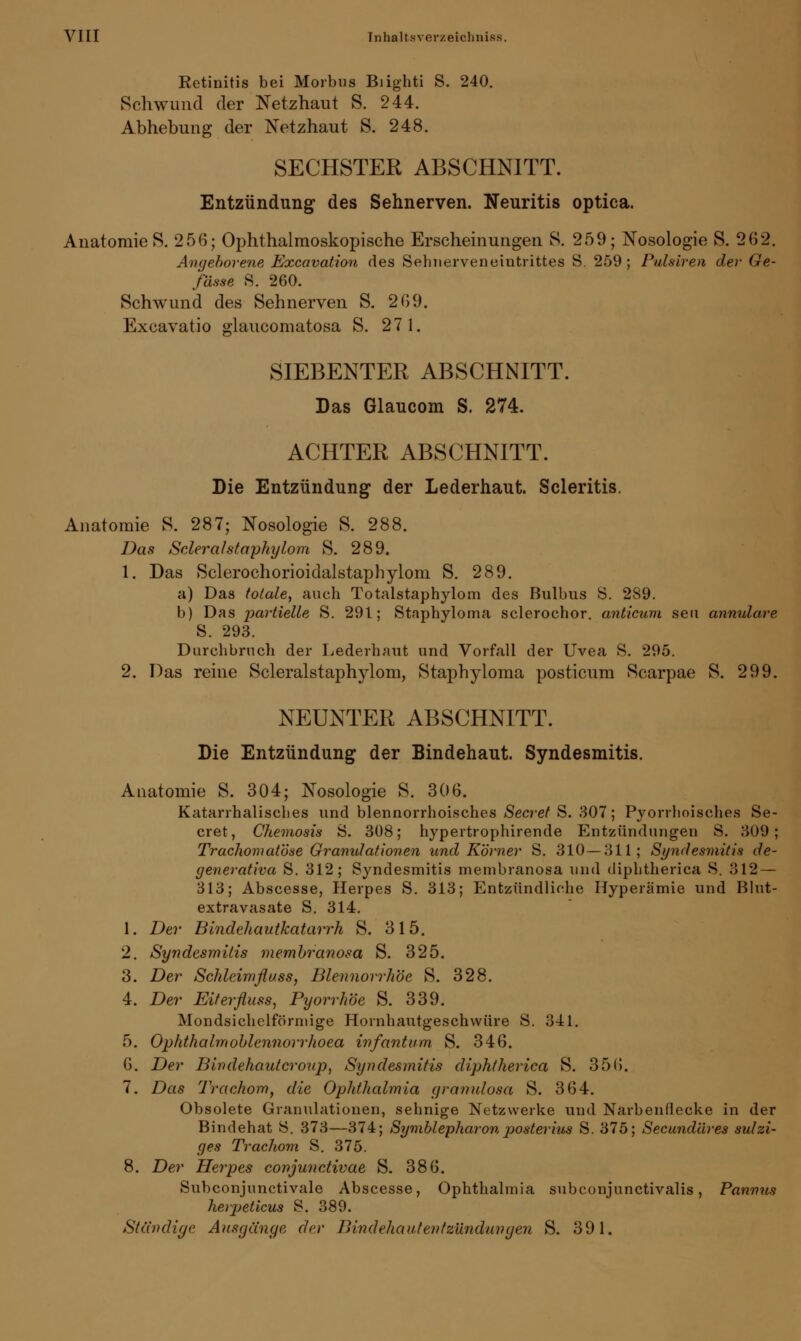 VIII Inhaltsverzeichniss.
Retinitis bei Morbus Brighti S. 240.
Schwund der Netzhaut S. 244.
Abhebung der Netzhaut S. 248.
SECHSTER ABSCHNITT.
Entzündung des Sehnerven. Neuritis optica.
Anatomie S. 256; Ophthalmoskopische Erscheinungen S. 259; Nosologie S. 262.
Angeborene Excavation des Sehnerveneintrittes S. 259; Pulsiren der Ge-
fässe S. 260.
Schwund des Sehnerven S. 269.
Excavatio glaucomatosa S. 271.
SIEBENTER ABSCHNITT.
Das Glaucom S. 274.
ACHTER ABSCHNITT.
Die Entzündung der Lederhaut. Scleritis.
Anatomie S. 287; Nosologie S. 288.
Das Scleralstaphylom S. 289.
1. Das Sclerochorioidalstaphylom S. 289.
a) Das totale, auch Totalstaphylom des Bulbus S. 289.
b) Das partielle S. 291; Staphyloma sclerochor. anticum seu annulare
S. 293.
Durchbruch der Lederhaut und Vorfall der Uvea S. 295.
2. Das reine Scleralstaphylom, Staphyloma posticum Scarpae S. 299.
NEUNTER ABSCHNITT.
Die Entzündung der Bindehaut. Syndesmitis.
Anatomie S. 304; Nosologie S. 306.
Katarrhalisches und blennorrhoisches Secret S. 307; Pyorrhoisches Se-
cret, Chemosis S. 308; hypertrophirende Entzündungen S. 309;
Trachomatöse Granulationen und Körner S. 310—311; Syndesmitis de-
generativa S. 312; Syndesmitis membranosa und diphtherica S. 312—
313; Abscesse, Herpes S. 313; Entzündliche Hyperämie und Blut-
extravasate S. 314.
1. Der Bindehautkatarrh S. 315.
2. Syndesmitis membranosa S. 325.
3. Der Schleimfluss, Blennorrhöe S. 328.
4. Der Eiterfluss, Pyorrhöe S. 339.
Mondsichelförmige Hornhautgeschwüre S. 341.
5. Ophthalmoblennorrhoea infantum S. 346.
6. Der Bindehautcroup, Syndesmitis diphtherica S. 356.
7. Das Trachom, die Ophthalmia granulosa S. 364.
Obsolete Granulationen, sehnige Netzwerke und Narbenflecke in der
Bindehat S. 373—374; Symblepharon posterius S. 375; Secundäres sulzi-
ges Trachom S. 375.
8. Der Herpes conjunctivae S. 386.
Subconjunctivale Abscesse, Ophthalmia subconjunctivalis, Pannus
herpeticus S. 389.
Ständige Ausgänge der Bindehautentzündungen S. 391.